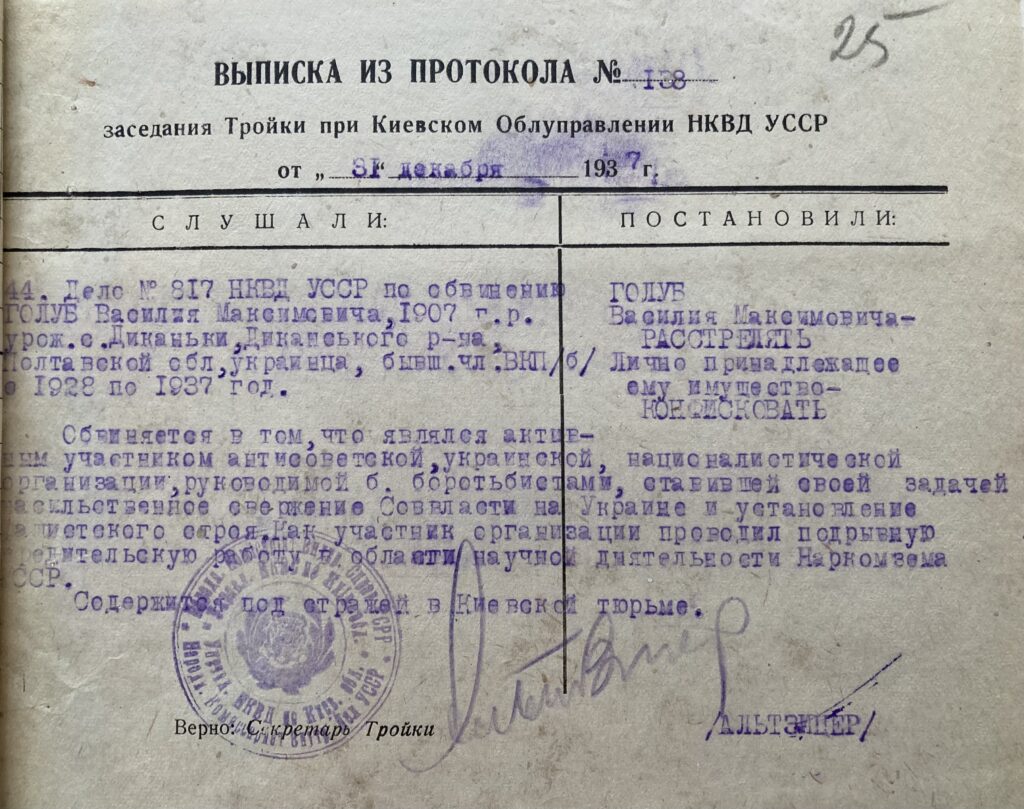 25
ВЫПИСКА ИЗ ПРОТОКОЛА № 138
заседания Тройки при Киевском Облуправлении НКВД УССР
от „ 31 “ декабря 1937 г.
СЛУШАЛИ:
ПОСТАНОВИЛИ:
44. Дело № 817 НКВД УССР по обвинению
ГОЛУБ Василия Максимовича,1907 г.р.
урож.с.Диканьки,Диканського р-на,
Полтавской обл,украинца, бывш.чл.ВКП/б/
с 1928 по 1937 год.
ГОЛУБ
Василия Максимовича-
РАССТРЕЛЯТЬ
Лично принадлежащее
ему имущество-
КОНФИСКОВАТЬ
Обвиняется в том,что являлся актив-
ным участником антисоветской,украинской, националистической
организации,руководимой б. боротьбистами, ставившей своей задачей
насильственное свержение Соввласти на Украине и установление
фашистского строя.Как участник организации проводил подрывную
вредительскую работу в области научной диятельности Наркомзема
УССР.
Содержится под стражей в Киевской тюрьме.
Верно: Секретарь Тройки
/АЛЬТЗИЦЕР/